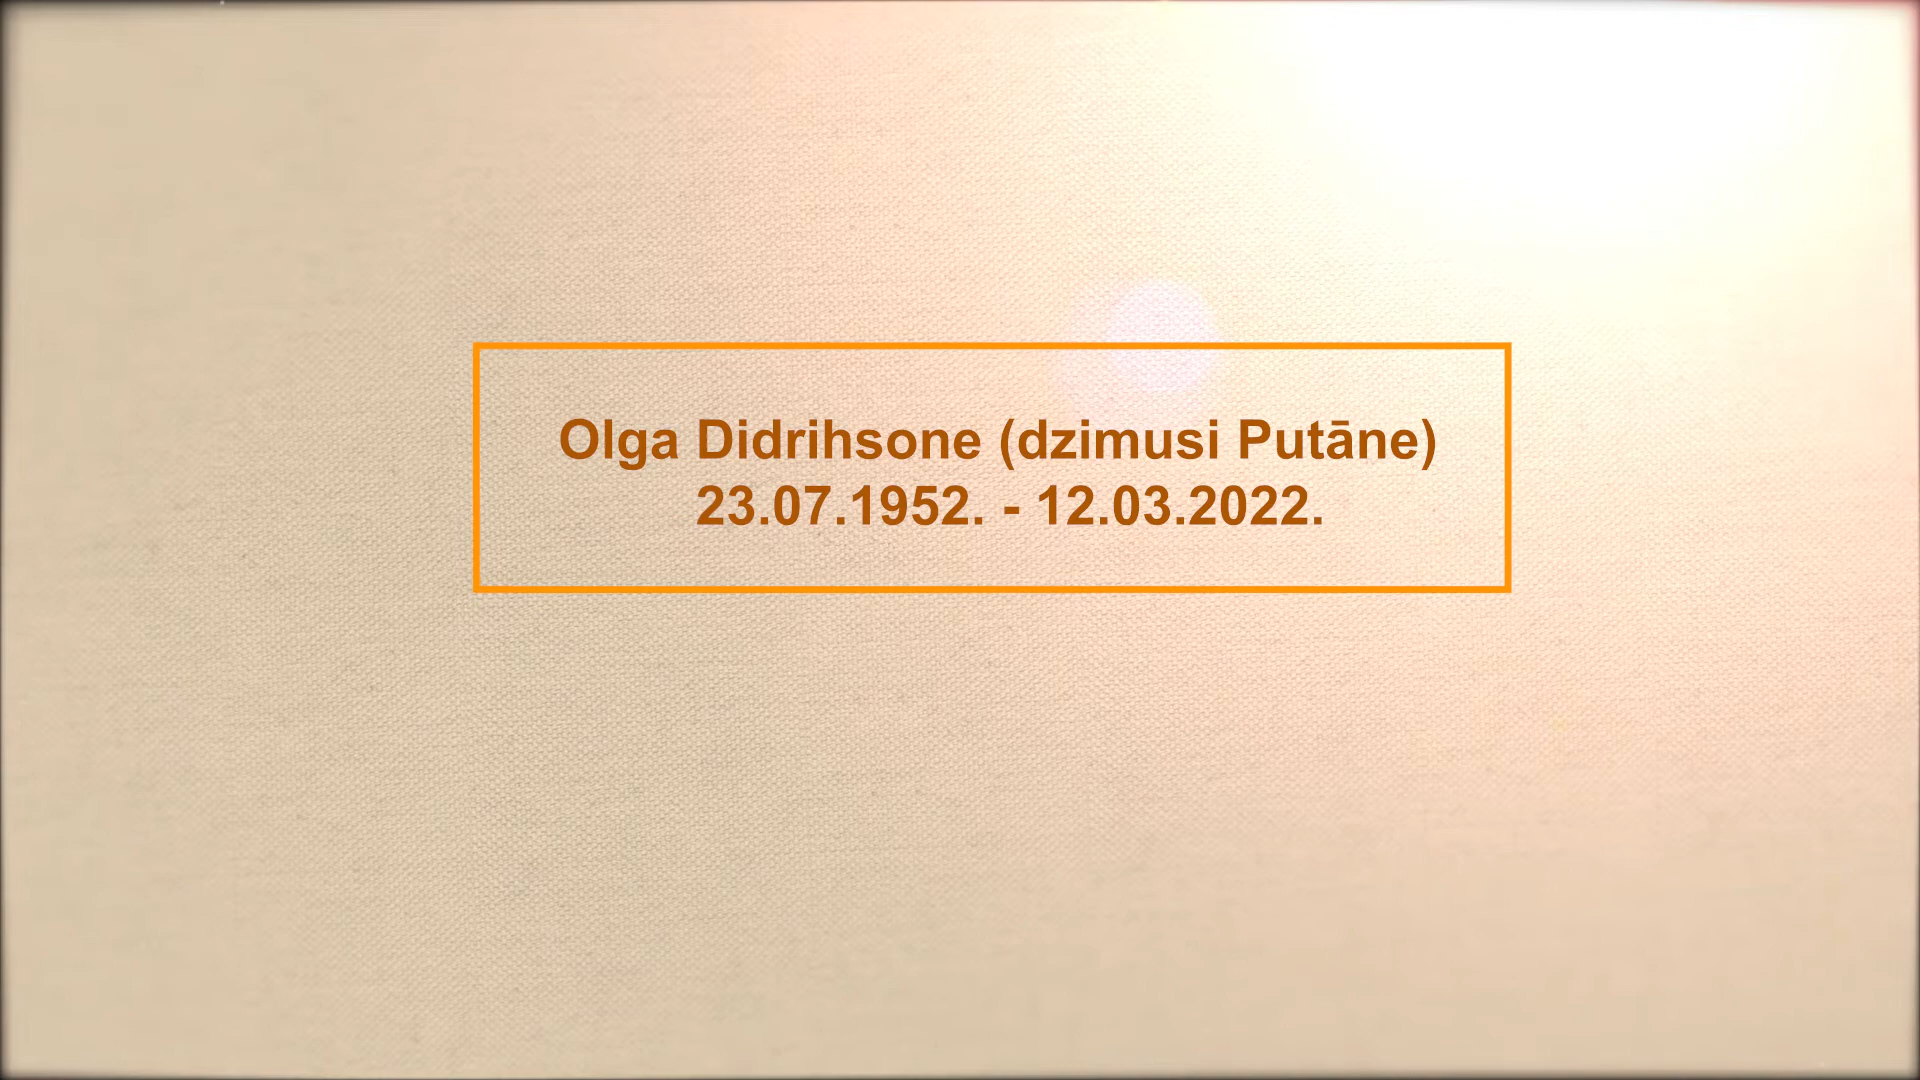 Olga Didrihsone (dzimusi Putāne)
23.07.1952. - 12.03.2022.